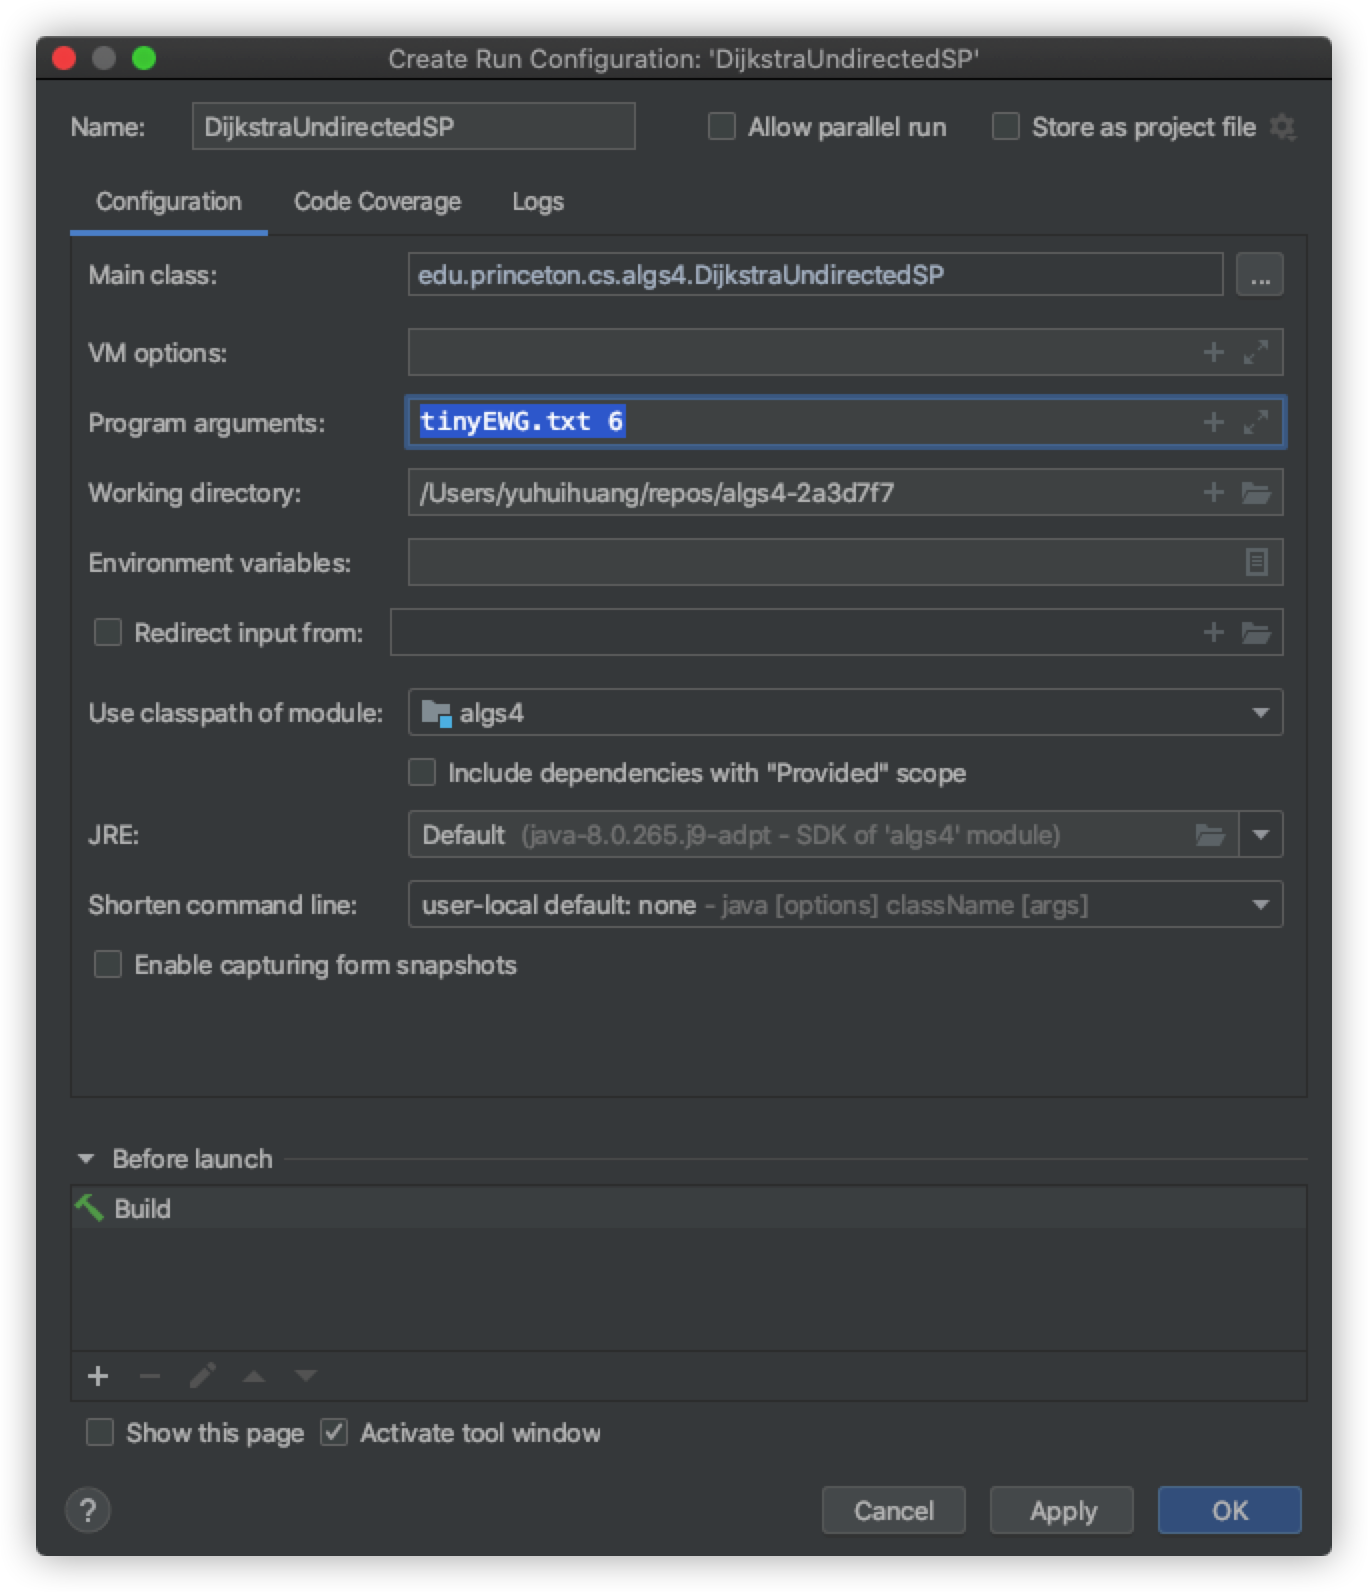 Create Run Configuration: 'DijkstraUndirectedSP'
Name: DijkstraUndirectedSP Allow parallel run Store as project file
Configuration Code Coverage Logs
Main class: edu.princeton.cs.algs4.DijkstraUndirectedSP ...
VM options:
Program arguments: tinyEWG.txt 6
Working directory: /Users/yuhuihuang/repos/algs4-2a3d7f7
Environment variables:
Redirect input from:
Use classpath of module: algs4
Include dependencies with "Provided" scope
JRE: Default (java-8.0.265.j9-adpt - SDK of 'algs4' module)
Shorten command line: user-local default: none - java [options] className [args]
Enable capturing form snapshots
Before launch
Build
Show this page Activate tool window
? Cancel Apply OK